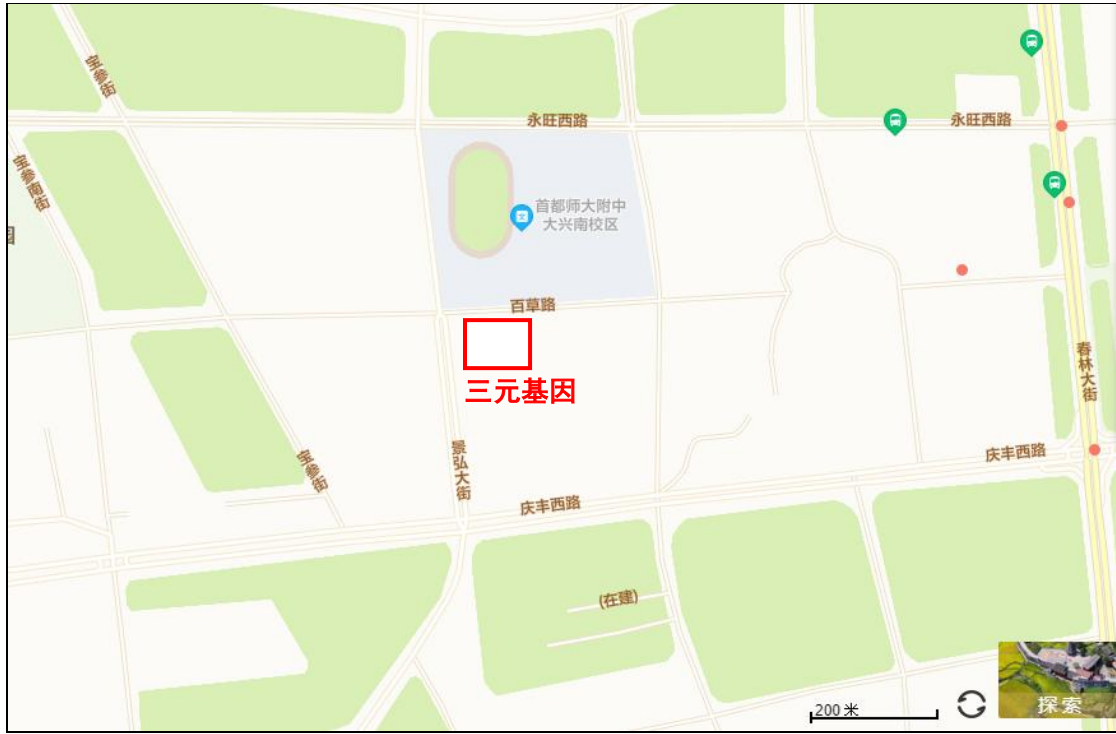 宝参街
永旺西路
永旺西路
宝参南街
首都师大附中
大兴南校区
园
百草路
三元基因
春林大街
景弘大街
宝参街
庆丰西路
庆丰西路
(在建)
200米
探索